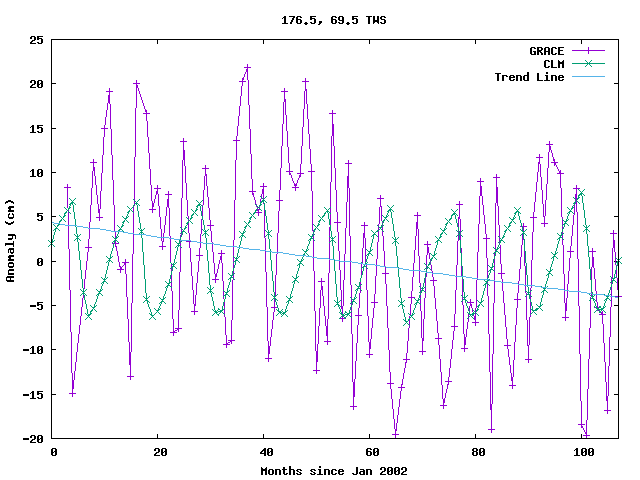 176.5, 69.5 TWS
GRACE
CLM
Trend Line
Anomaly (cm)
25
20
15
10
5
0
-5
-10
-15
-20
0 20 40 60 80 100
Months since Jan 2002